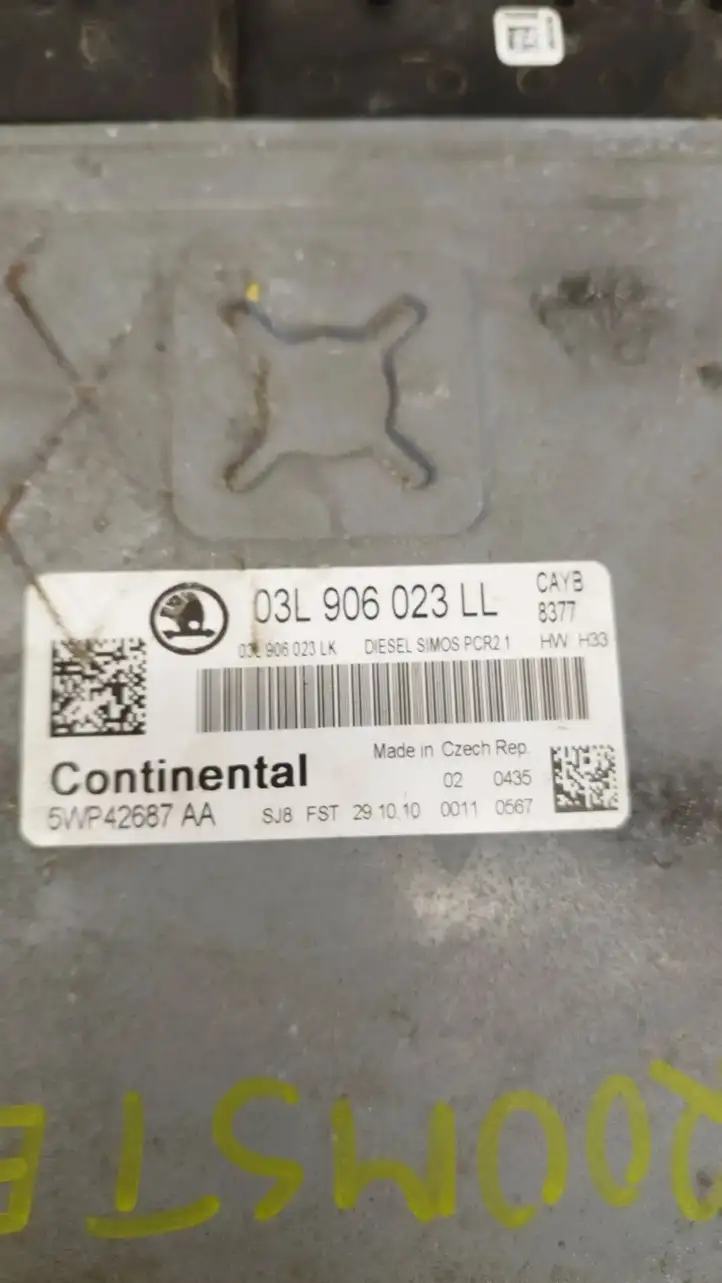 03L 906 023 LL
CAYB
8377
03L 906 023 LK DIESEL SIMOS PCR2.1 HW H33
Continental
Made in Czech Rep.
02 0435
5WP42687 AA
SJ8 FST 29.10.10 0011 0567
ROOMSTE